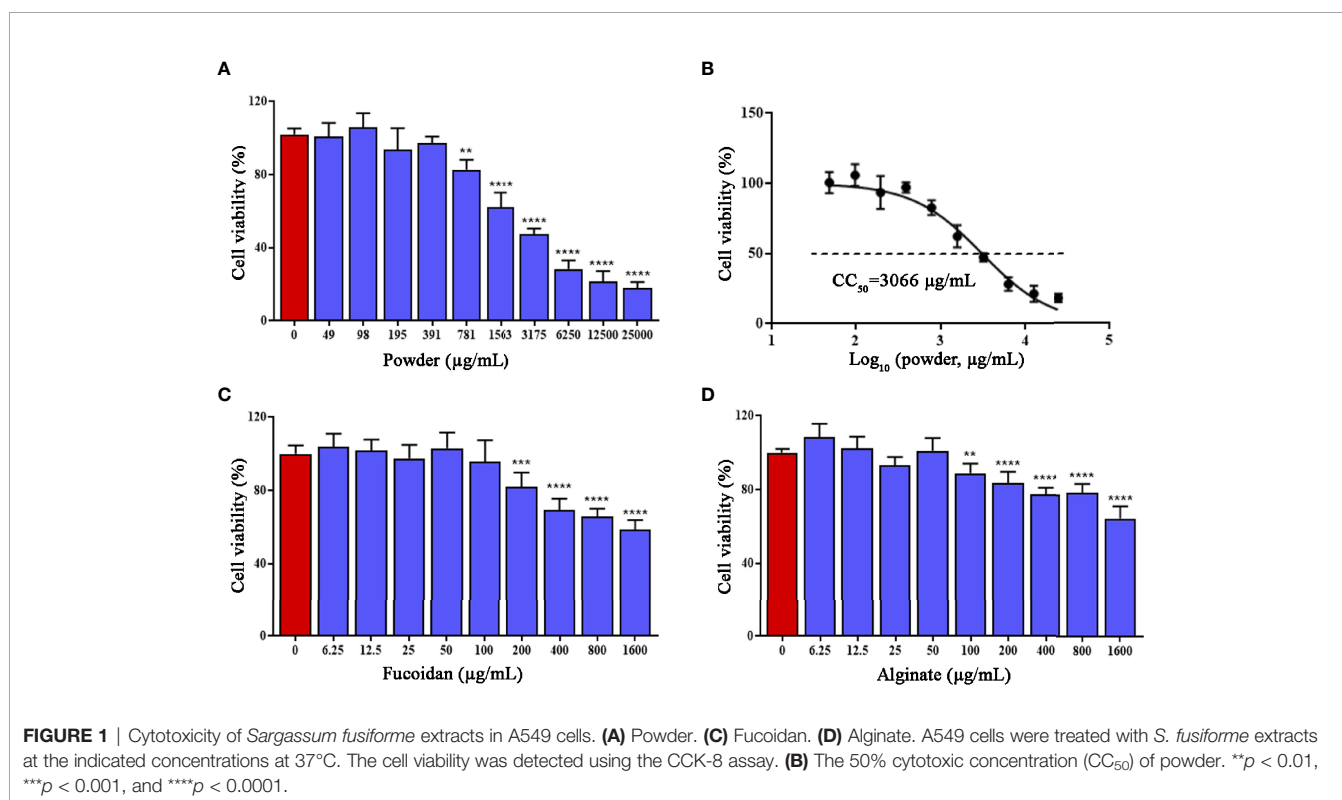 A
120
80
40
0
Cell viability (%)
**
****
****
****
****
****
0 49 98 195 391 781 1563 3175 6250 12500 25000
Powder (µg/mL)
B
150
100
50
0
Cell viability (%)
CC50=3066 µg/mL
1 2 3 4 5
Log10 (powder, µg/mL)
C
120
80
40
0
Cell viability (%)
***
****
****
****
0 6.25 12.5 25 50 100 200 400 800 1600
Fucoidan (µg/mL)
D
120
80
40
0
Cell viability (%)
**
****
****
****
****
0 6.25 12.5 25 50 100 200 400 800 1600
Alginate (µg/mL)
FIGURE 1 | Cytotoxicity of Sargassum fusiforme extracts in A549 cells. (A) Powder. (C) Fucoidan. (D) Alginate. A549 cells were treated with S. fusiforme extracts
at the indicated concentrations at 37°C. The cell viability was detected using the CCK-8 assay. (B) The 50% cytotoxic concentration (CC50) of powder. **p < 0.01,
***p < 0.001, and ****p < 0.0001.